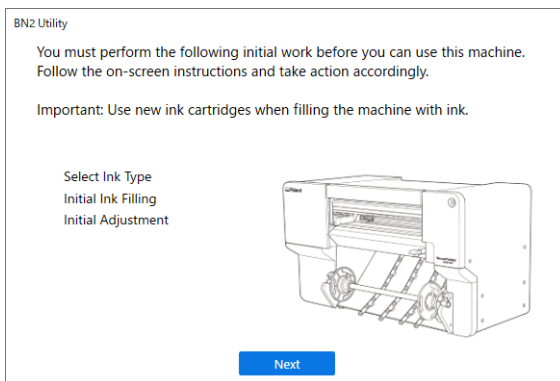 BN2 Utility
You must perform the following initial work before you can use this machine.
Follow the on-screen instructions and take action accordingly.
Important: Use new ink cartridges when filling the machine with ink.
Select Ink Type
Initial Ink Filling
Initial Adjustment
Roland
Next